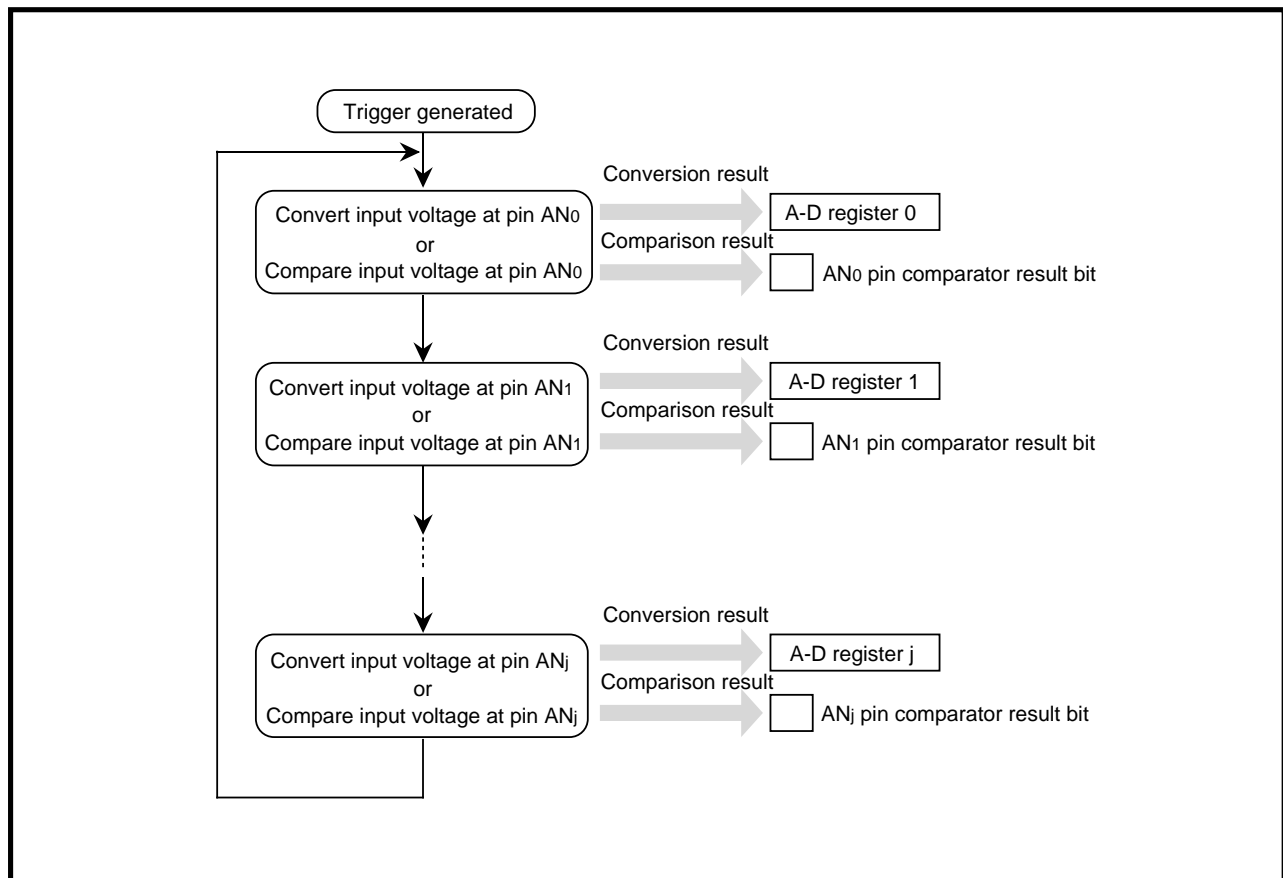 Trigger generated
Conversion result
Convert input voltage at pin AN0
or
Compare input voltage at pin AN0
A-D register 0
Comparison result
AN0 pin comparator result bit
Conversion result
Convert input voltage at pin AN1
or
Compare input voltage at pin AN1
A-D register 1
Comparison result
AN1 pin comparator result bit
Conversion result
Convert input voltage at pin ANj
or
Compare input voltage at pin ANj
A-D register j
Comparison result
ANj pin comparator result bit